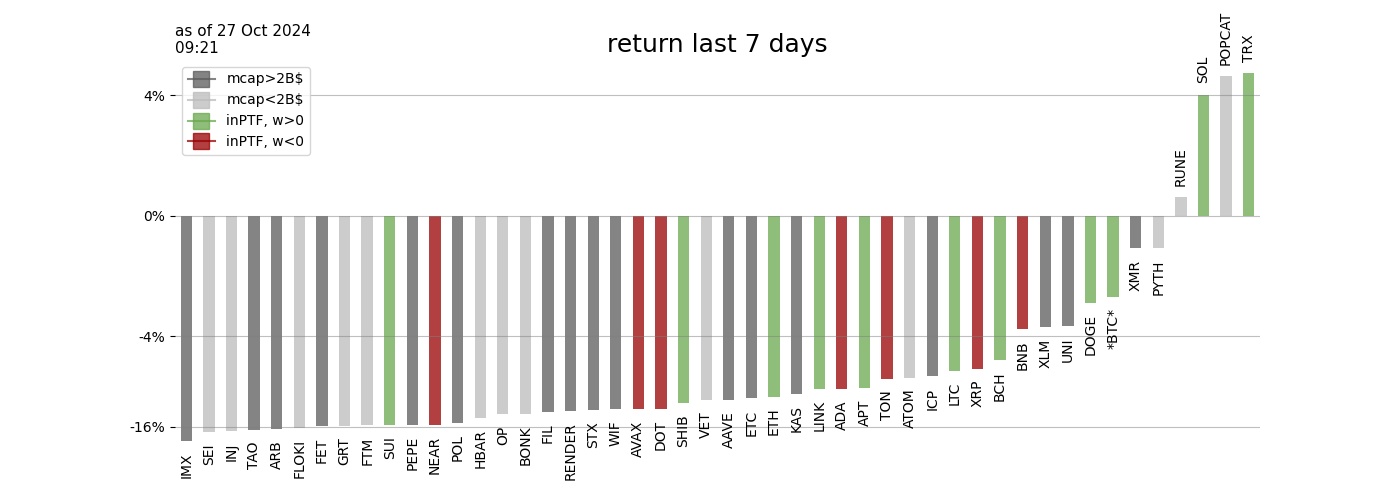 as of 27 Oct 2024
09:21
return last 7 days
mcap>2B$
mcap<2B$
inPTF, w>0
inPTF, w<0
4%
0%
-4%
-16%
IMX
SEI
INJ
TAO
ARB
FLOKI
FET
GRT
FTM
SUI
PEPE
NEAR
POL
HBAR
OP
BONK
FIL
RENDER
STX
WIF
AVAX
DOT
SHIB
VET
AAVE
ETC
ETH
KAS
LINK
ADA
APT
TON
ATOM
ICP
LTC
XRP
BCH
BNB
XLM
UNI
DOGE
*BTC*
XMR
PYTH
RUNE
SOL
POPCAT
TRX